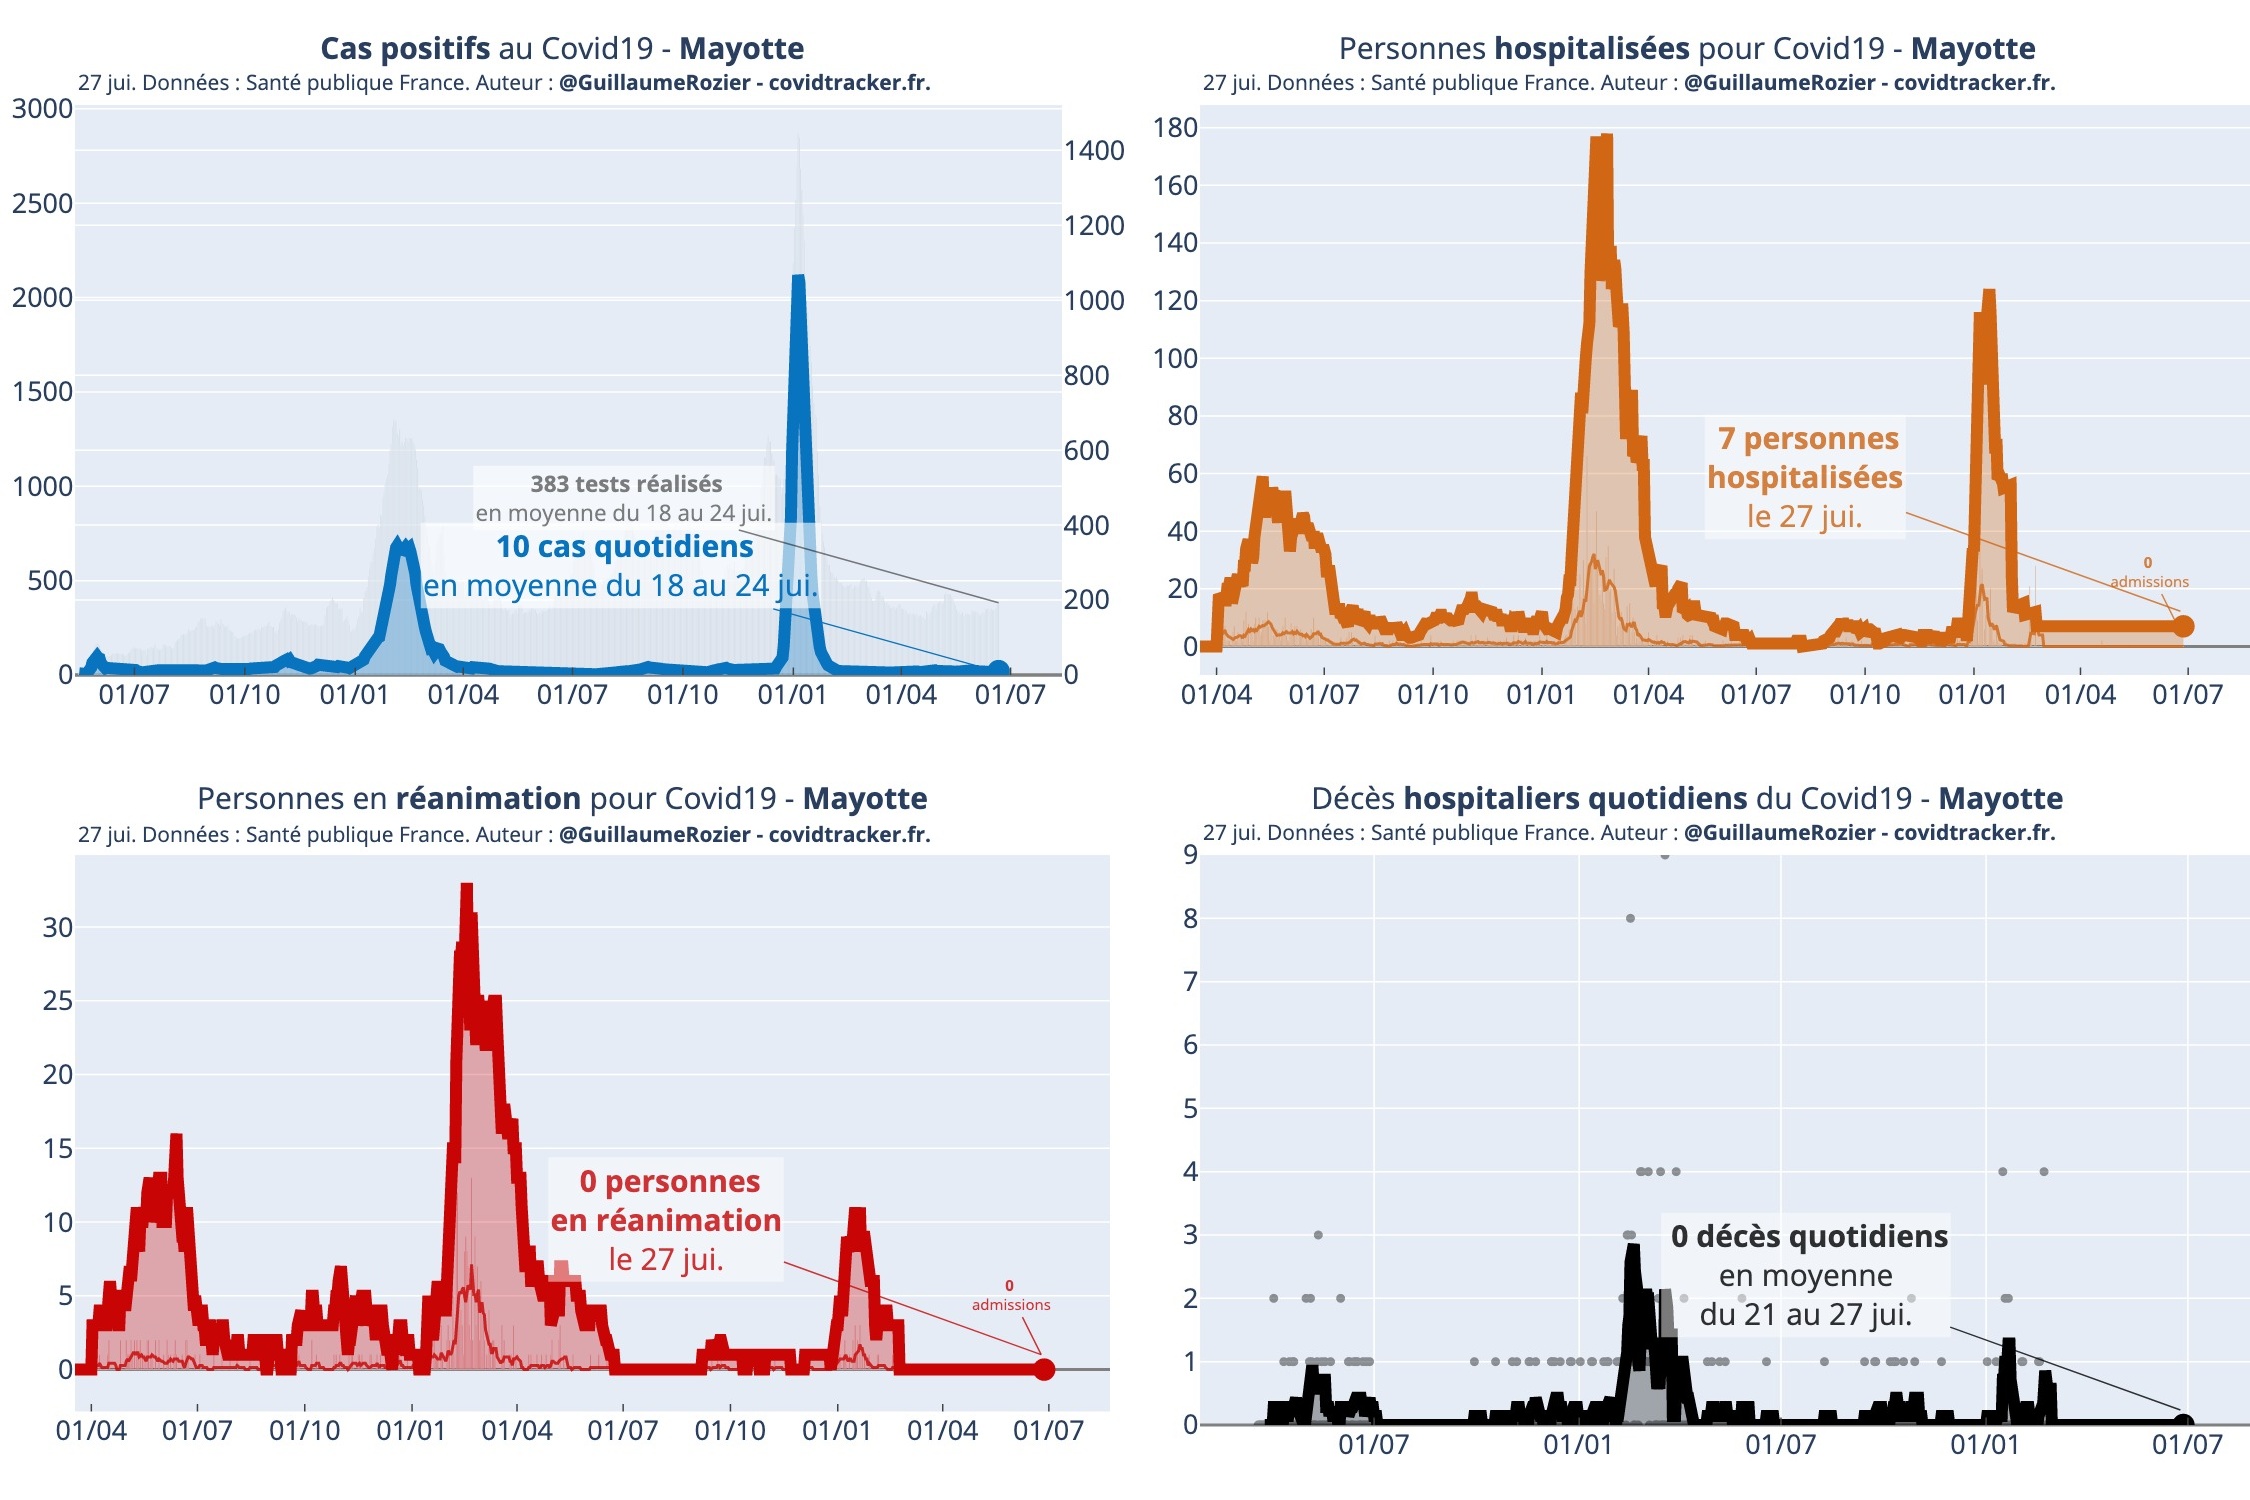 Cas positifs au Covid19 - Mayotte
27 jui. Données : Santé publique France. Auteur : @GuillaumeRozier - covidtracker.fr.
3000
2500
2000
1500
1000
500
0
1400
1200
1000
800
600
400
200
0
383 tests réalisés
en moyenne du 18 au 24 jui.
10 cas quotidiens
en moyenne du 18 au 24 jui.
01/07 01/10 01/01 01/04 01/07 01/10 01/01 01/04 01/07
Personnes hospitalisées pour Covid19 - Mayotte
27 jui. Données : Santé publique France. Auteur : @GuillaumeRozier - covidtracker.fr.
180
160
140
120
100
80
60
40
20
0
7 personnes
hospitalisées
le 27 jui.
0
admissions
01/04 01/07 01/10 01/01 01/04 01/07 01/10 01/01 01/04 01/07
Personnes en réanimation pour Covid19 - Mayotte
27 jui. Données : Santé publique France. Auteur : @GuillaumeRozier - covidtracker.fr.
30
25
20
15
10
5
0
0 personnes
en réanimation
le 27 jui.
0
admissions
01/04 01/07 01/10 01/01 01/04 01/07 01/10 01/01 01/04 01/07
Décès hospitaliers quotidiens du Covid19 - Mayotte
27 jui. Données : Santé publique France. Auteur : @GuillaumeRozier - covidtracker.fr.
9
8
7
6
5
4
3
2
1
0
0 décès quotidiens
en moyenne
du 21 au 27 jui.
01/07 01/01 01/07 01/01 01/07